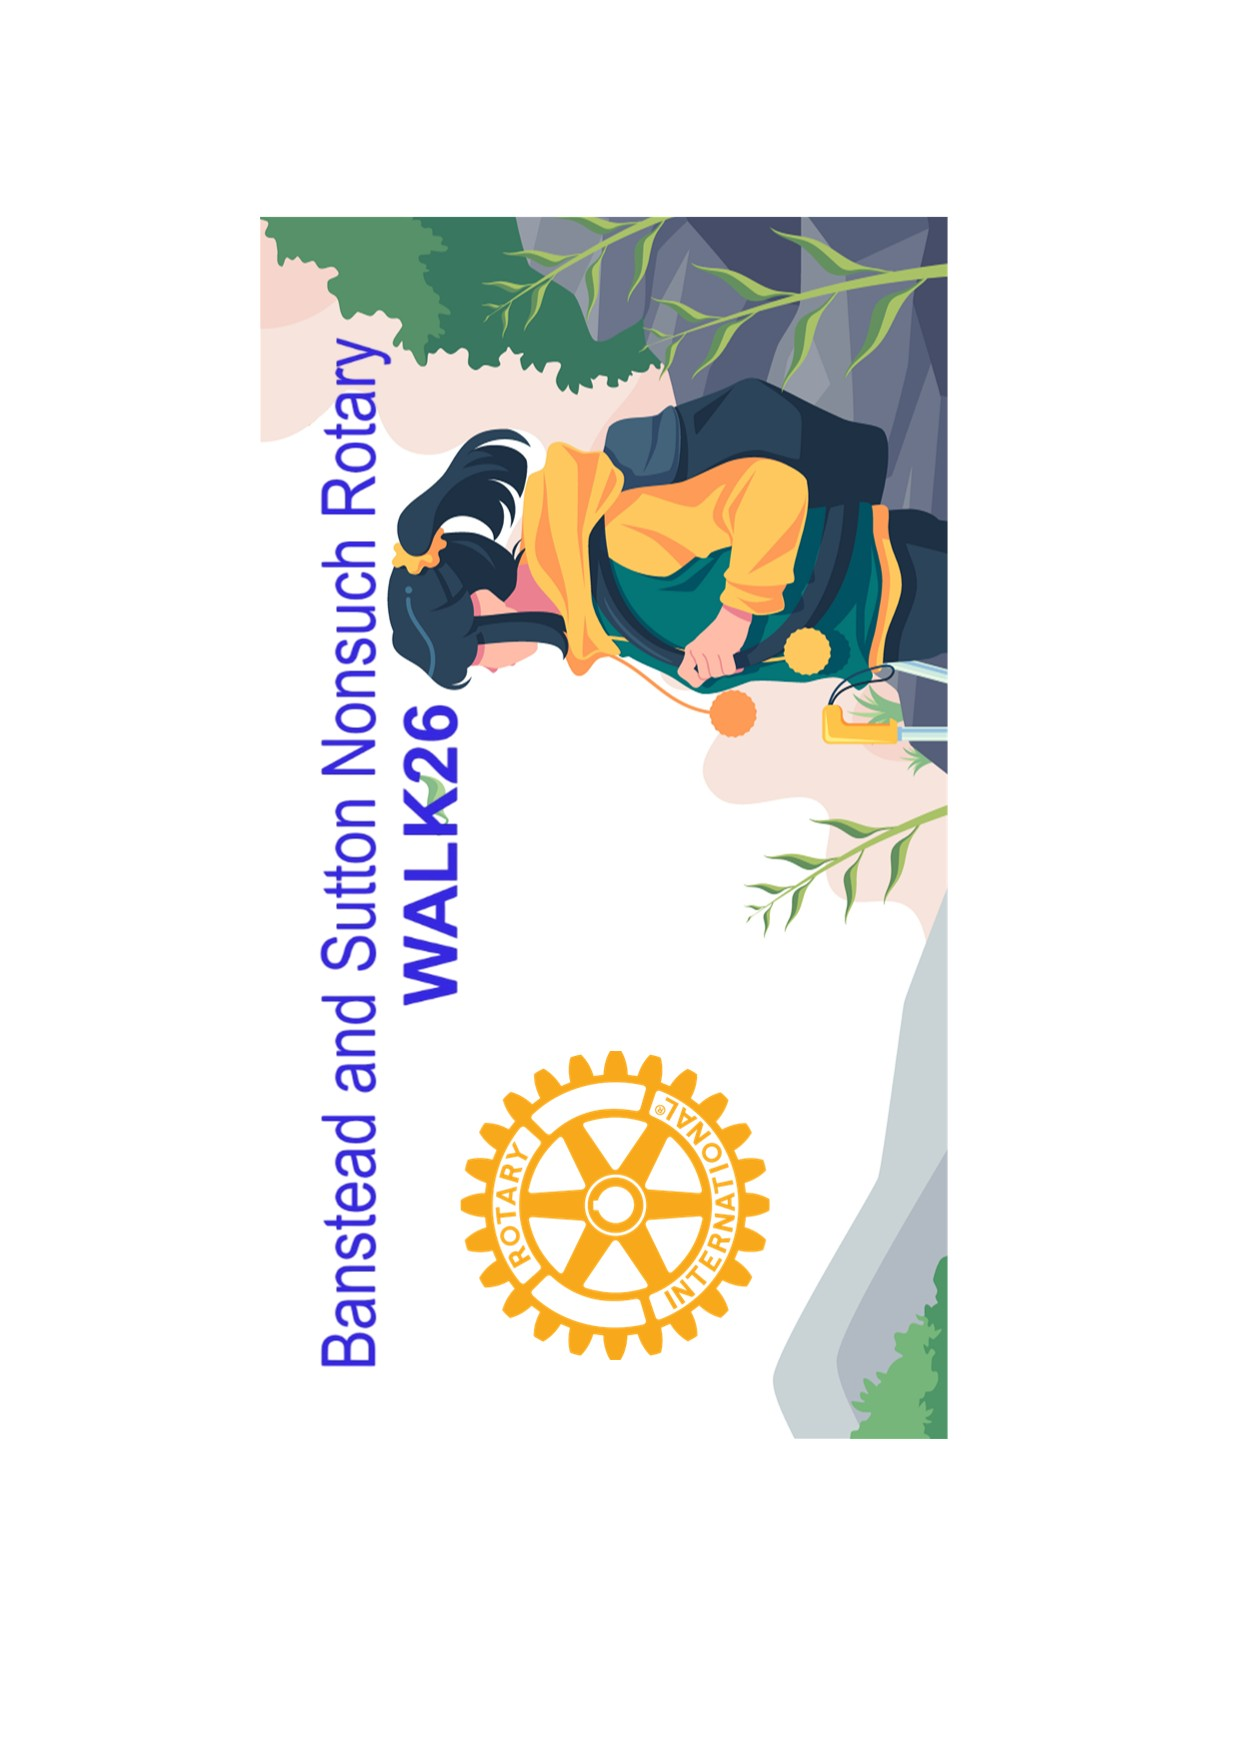 Banstead and Sutton Nonsuch Rotary
WALK26
ROTARY
INTERNATIONAL®